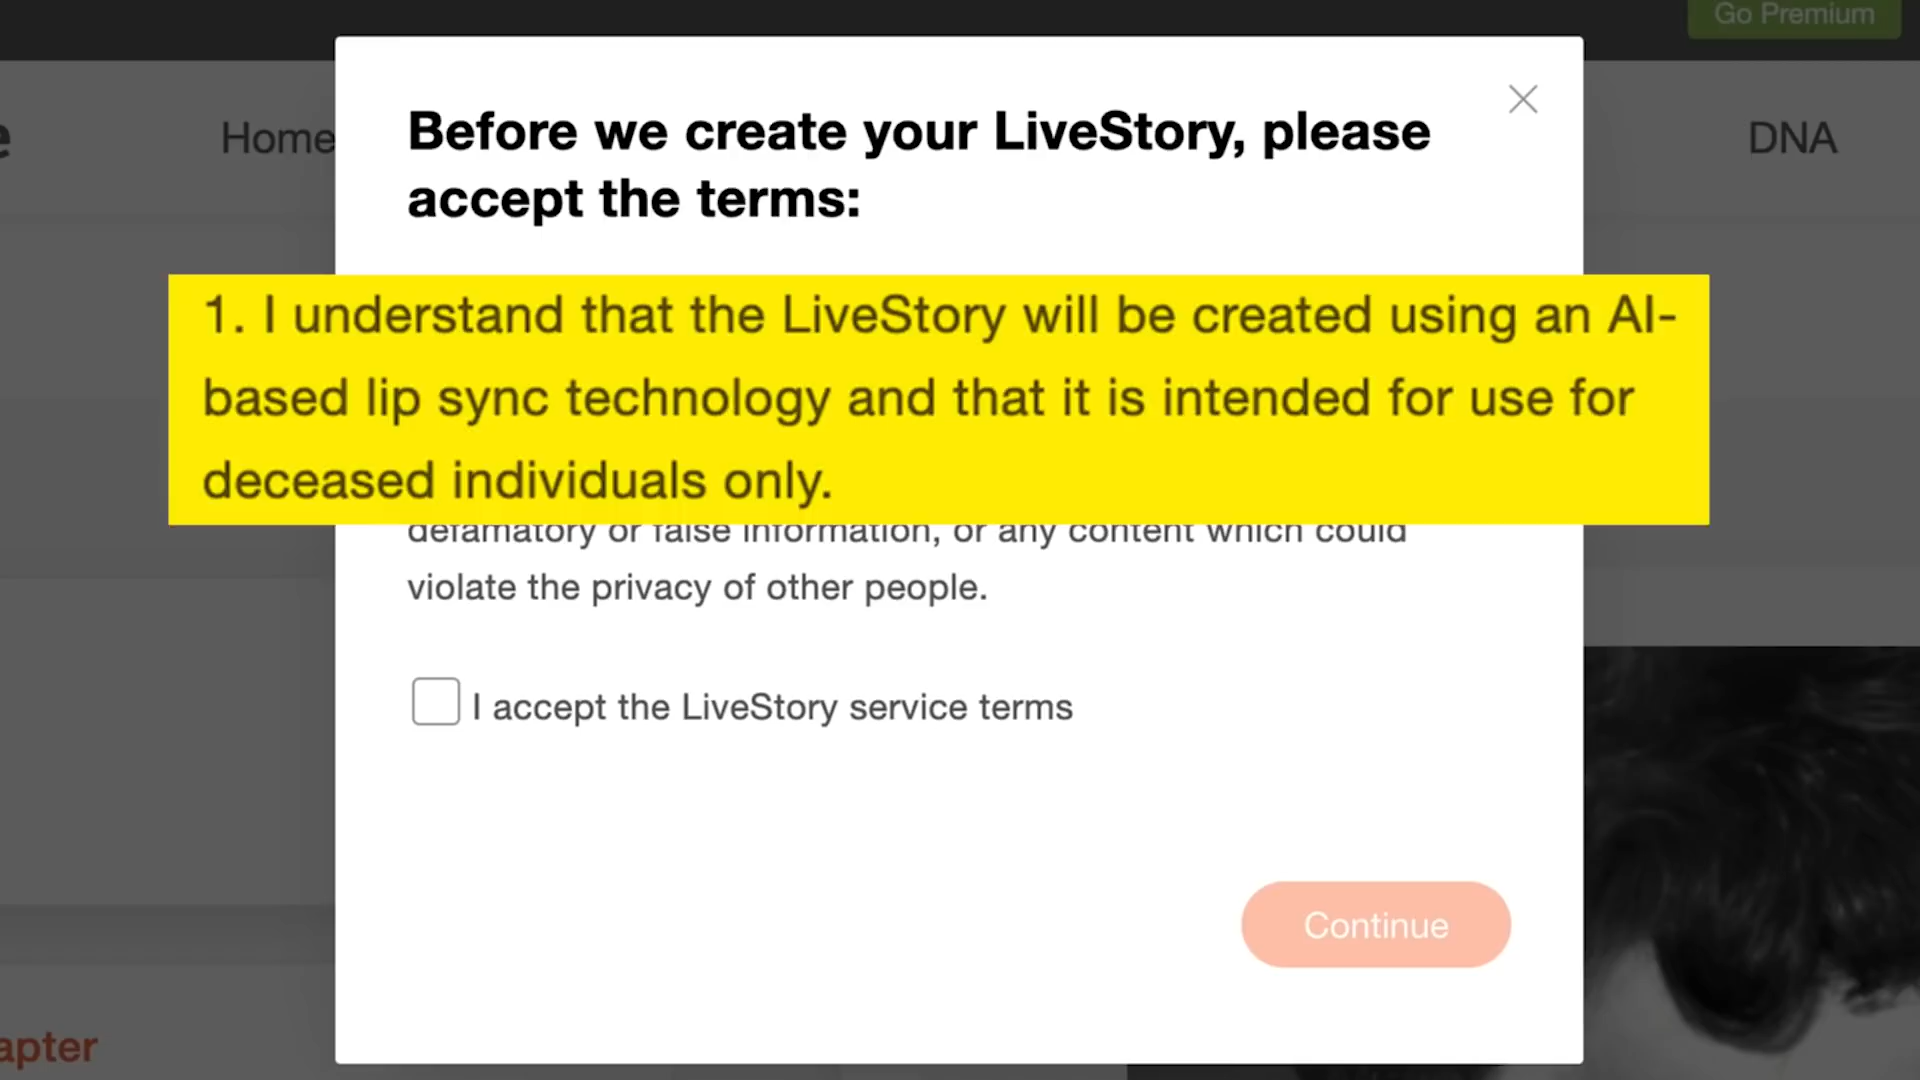 Go Premium
e
Home
DNA
Before we create your LiveStory, please
accept the terms:
1. I understand that the LiveStory will be created using an AI-
based lip sync technology and that it is intended for use for
deceased individuals only.
defamatory or false information, or any content which could
violate the privacy of other people.
I accept the LiveStory service terms
Continue
apter